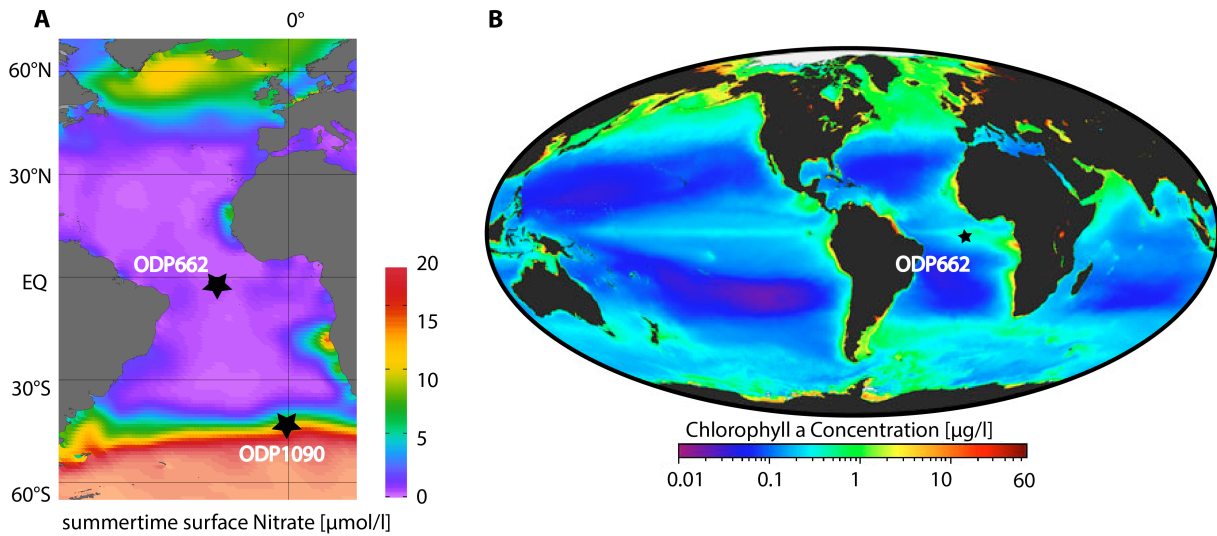 A
0°
B
60°N
30°N
EQ
30°S
60°S
ODP662
ODP1090
20
15
10
5
0
summertime surface Nitrate [µmol/l]
ODP662
Chlorophyll a Concentration [µg/l]
0.01 0.1 1 10 60